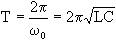 T = 2π/ω₀ = 2π√LC